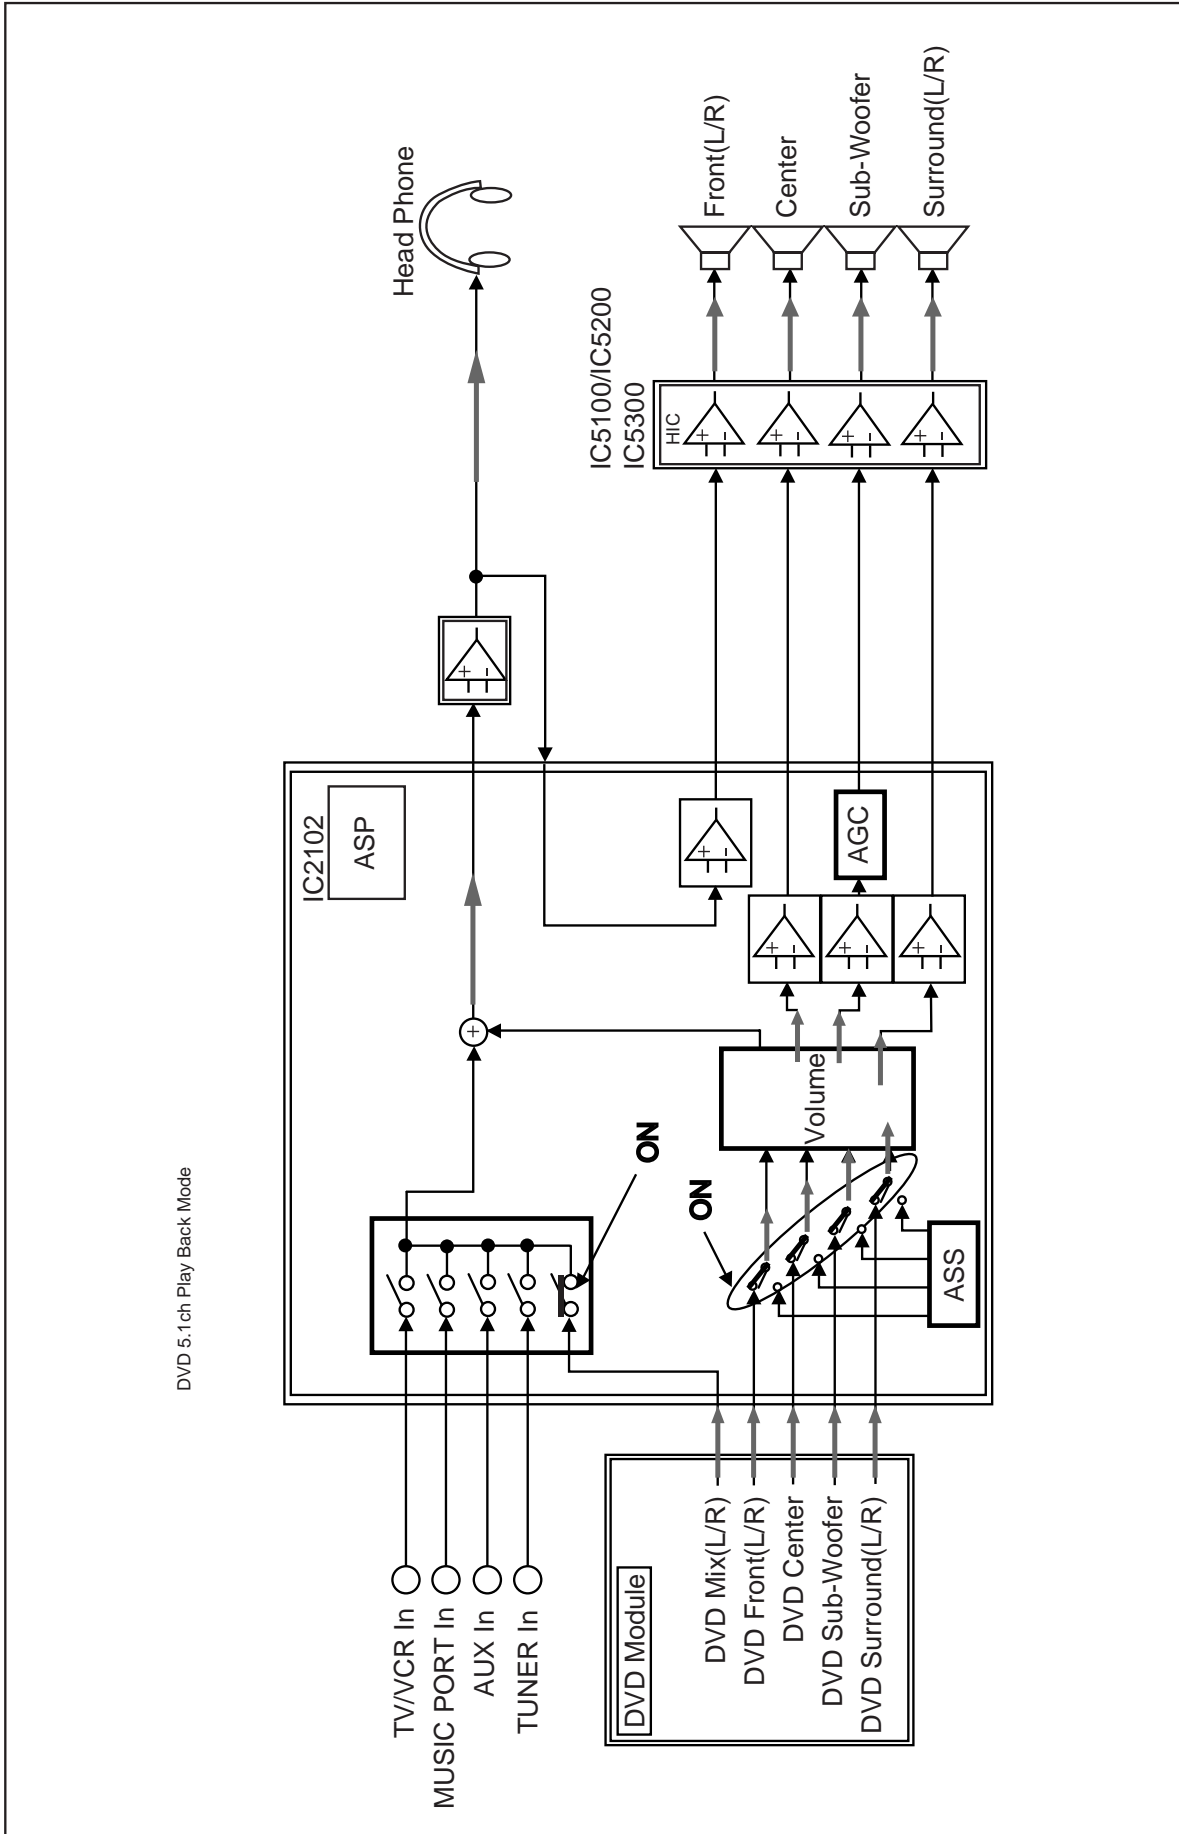 DVD 5.1ch Play Back Mode
TV/VCR In
MUSIC PORT In
AUX In
TUNER In
DVD Module
DVD Mix(L/R)
DVD Front(L/R)
DVD Center
DVD Sub-Woofer
DVD Surround(L/R)
IC2102
ASP
ON
ON
ASS
Volume
+
+
−
+
−
+
−
+
−
+
−
AGC
Head Phone
IC5100/IC5200
IC5300
HIC
+
−
+
−
+
−
+
−
Front(L/R)
Center
Sub-Woofer
Surround(L/R)